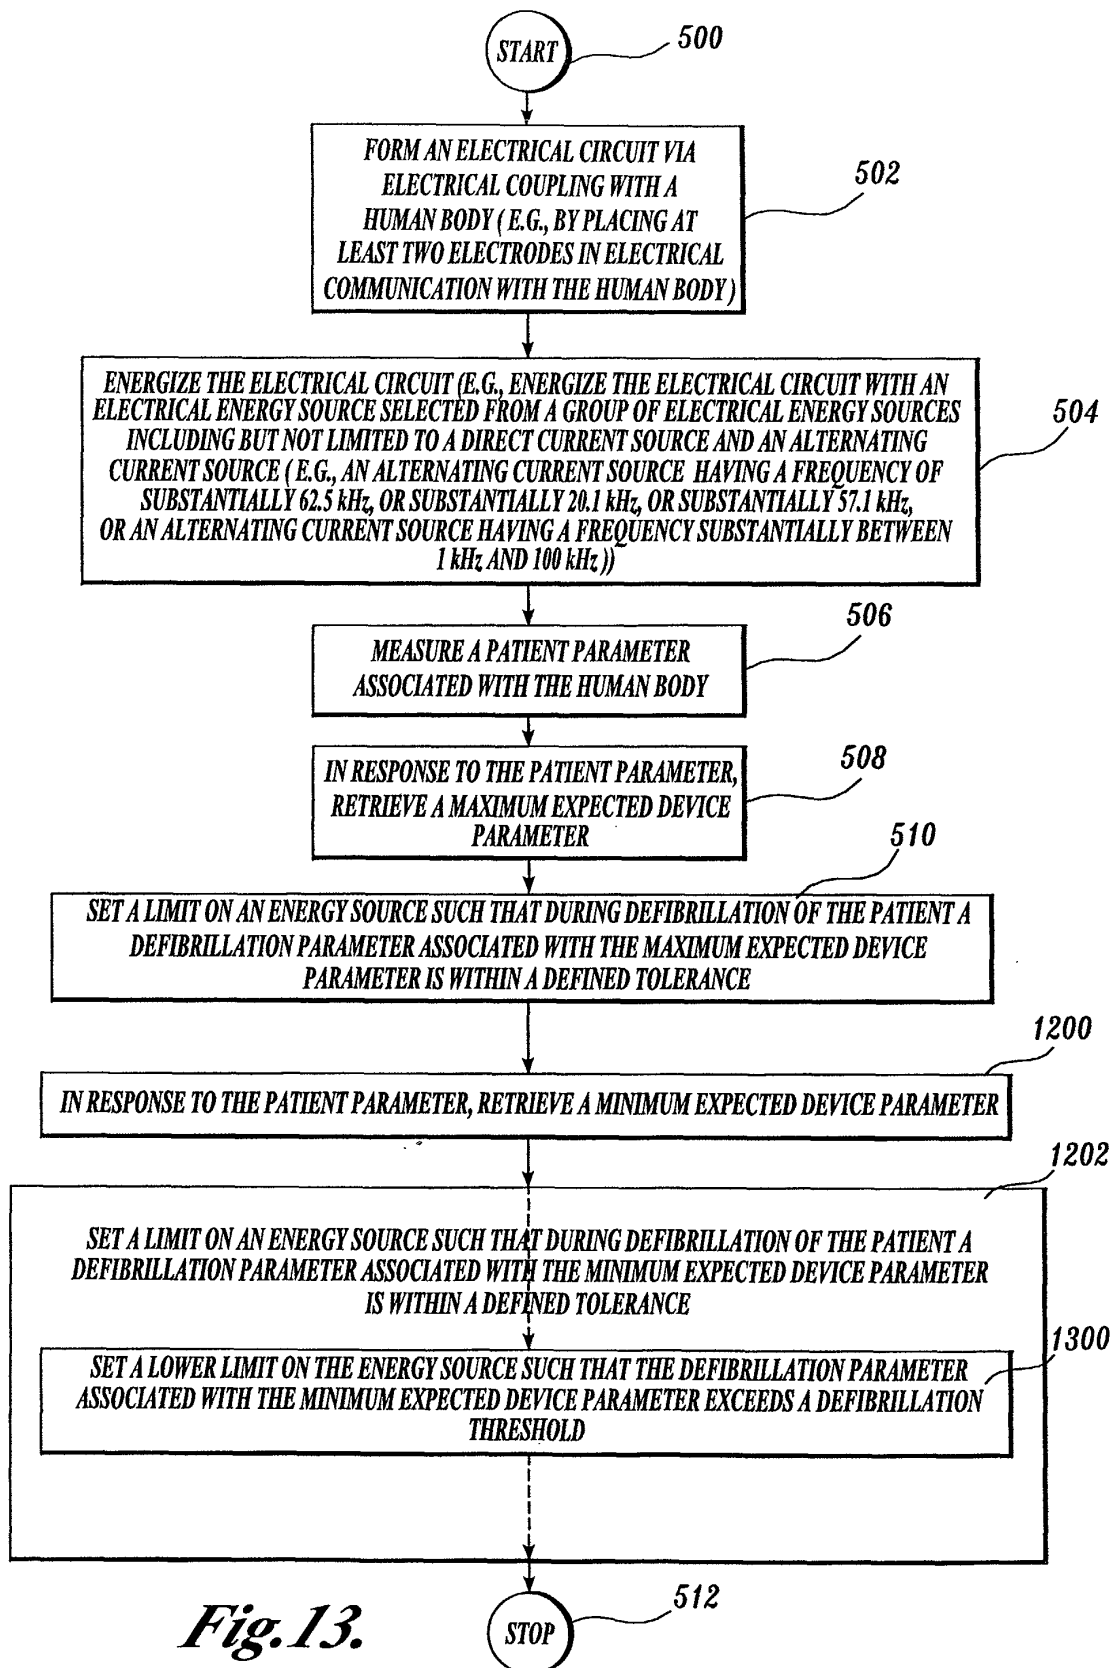 START
500
FORM AN ELECTRICAL CIRCUIT VIA
ELECTRICAL COUPLING WITH A
HUMAN BODY ( E.G., BY PLACING AT
LEAST TWO ELECTRODES IN ELECTRICAL
COMMUNICATION WITH THE HUMAN BODY )
502
ENERGIZE THE ELECTRICAL CIRCUIT (E.G., ENERGIZE THE ELECTRICAL CIRCUIT WITH AN
ELECTRICAL ENERGY SOURCE SELECTED FROM A GROUP OF ELECTRICAL ENERGY SOURCES
INCLUDING BUT NOT LIMITED TO A DIRECT CURRENT SOURCE AND AN ALTERNATING
CURRENT SOURCE ( E.G., AN ALTERNATING CURRENT SOURCE HAVING A FREQUENCY OF
SUBSTANTIALLY 62.5 kHz, OR SUBSTANTIALLY 20.1 kHz, OR SUBSTANTIALLY 57.1 kHz,
OR AN ALTERNATING CURRENT SOURCE HAVING A FREQUENCY SUBSTANTIALLY BETWEEN
1 kHz AND 100 kHz ))
504
MEASURE A PATIENT PARAMETER
ASSOCIATED WITH THE HUMAN BODY
506
IN RESPONSE TO THE PATIENT PARAMETER,
RETRIEVE A MAXIMUM EXPECTED DEVICE
PARAMETER
508
SET A LIMIT ON AN ENERGY SOURCE SUCH THAT DURING DEFIBRILLATION OF THE PATIENT A
DEFIBRILLATION PARAMETER ASSOCIATED WITH THE MAXIMUM EXPECTED DEVICE
PARAMETER IS WITHIN A DEFINED TOLERANCE
510
IN RESPONSE TO THE PATIENT PARAMETER, RETRIEVE A MINIMUM EXPECTED DEVICE PARAMETER
1200
SET A LIMIT ON AN ENERGY SOURCE SUCH THAT DURING DEFIBRILLATION OF THE PATIENT A
DEFIBRILLATION PARAMETER ASSOCIATED WITH THE MINIMUM EXPECTED DEVICE PARAMETER
IS WITHIN A DEFINED TOLERANCE
1202
SET A LOWER LIMIT ON THE ENERGY SOURCE SUCH THAT THE DEFIBRILLATION PARAMETER
ASSOCIATED WITH THE MINIMUM EXPECTED DEVICE PARAMETER EXCEEDS A DEFIBRILLATION
THRESHOLD
1300
STOP
512
Fig.13.